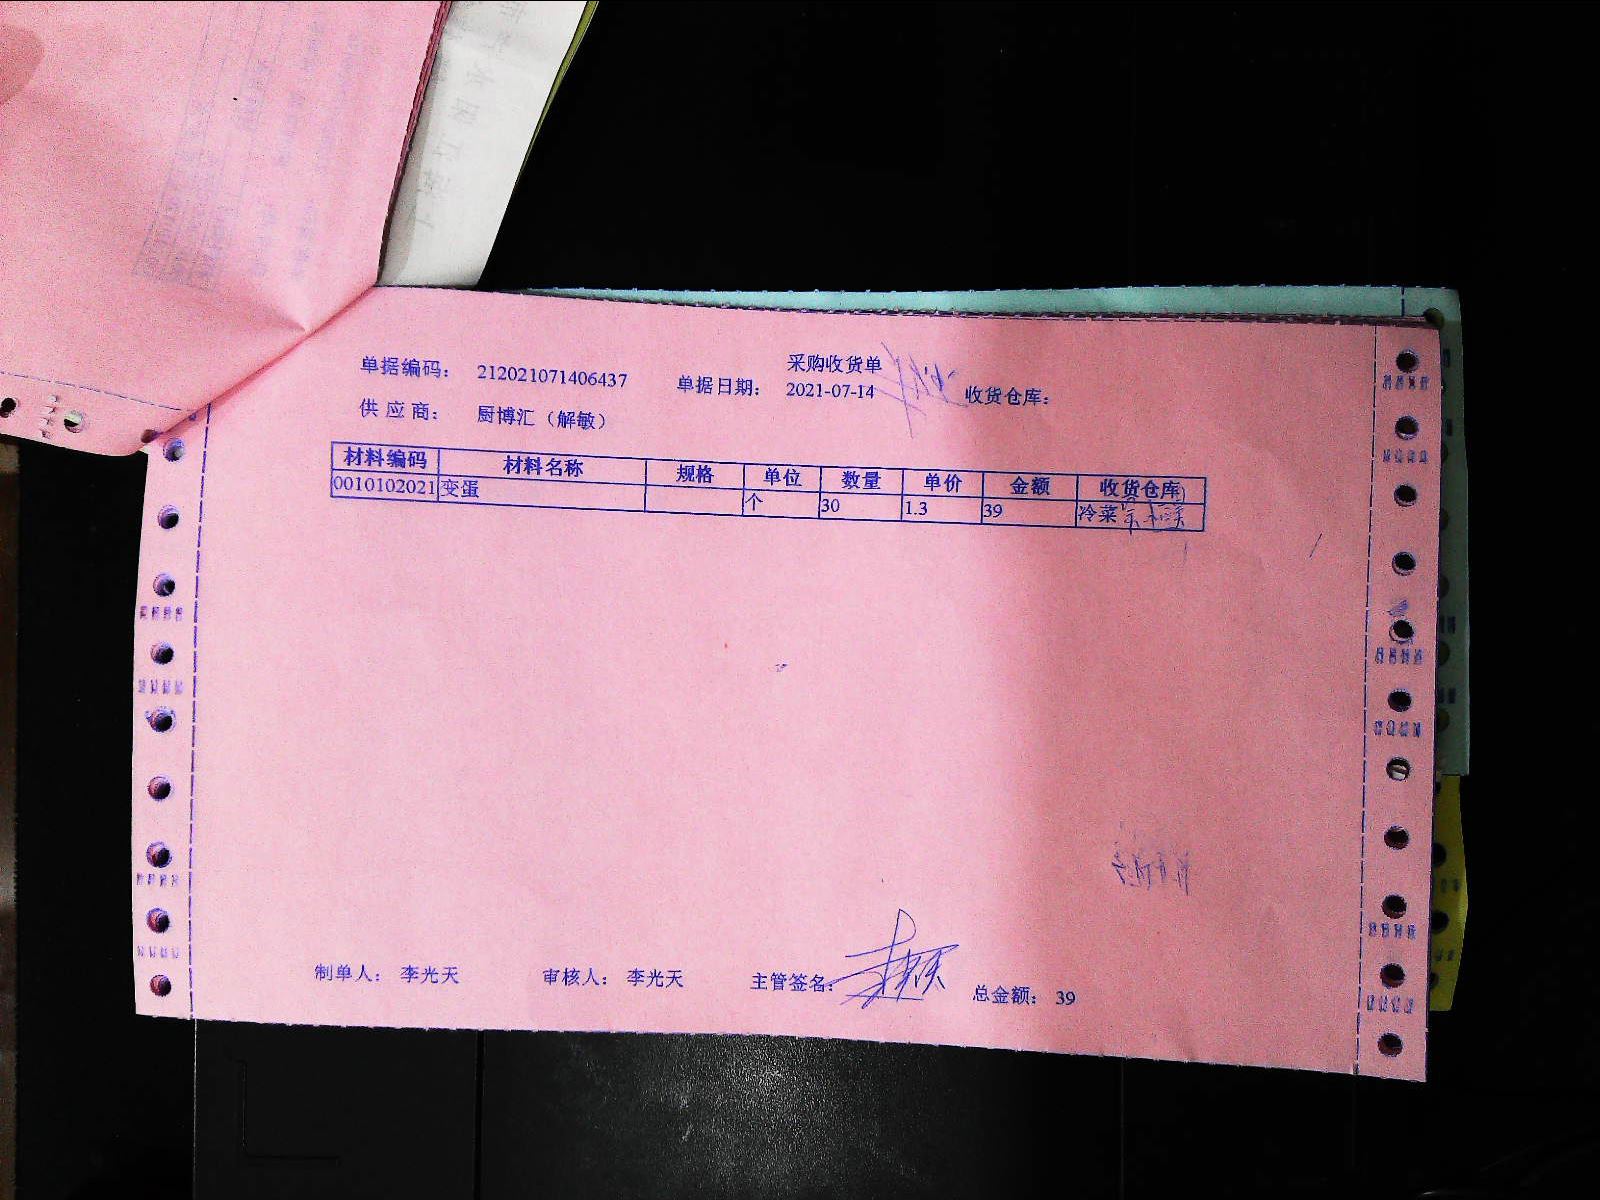 采购收货单
单据编码： 212021071406437 单据日期： 2021-07-14 收货仓库：
供应商： 厨博汇（解敏）
材料编码 材料名称 规格 单位 数量 单价 金额 收货仓库
0010102021 变蛋 个 30 1.3 39 冷菜
制单人： 李光天 审核人： 李光天 主管签名： 总金额： 39